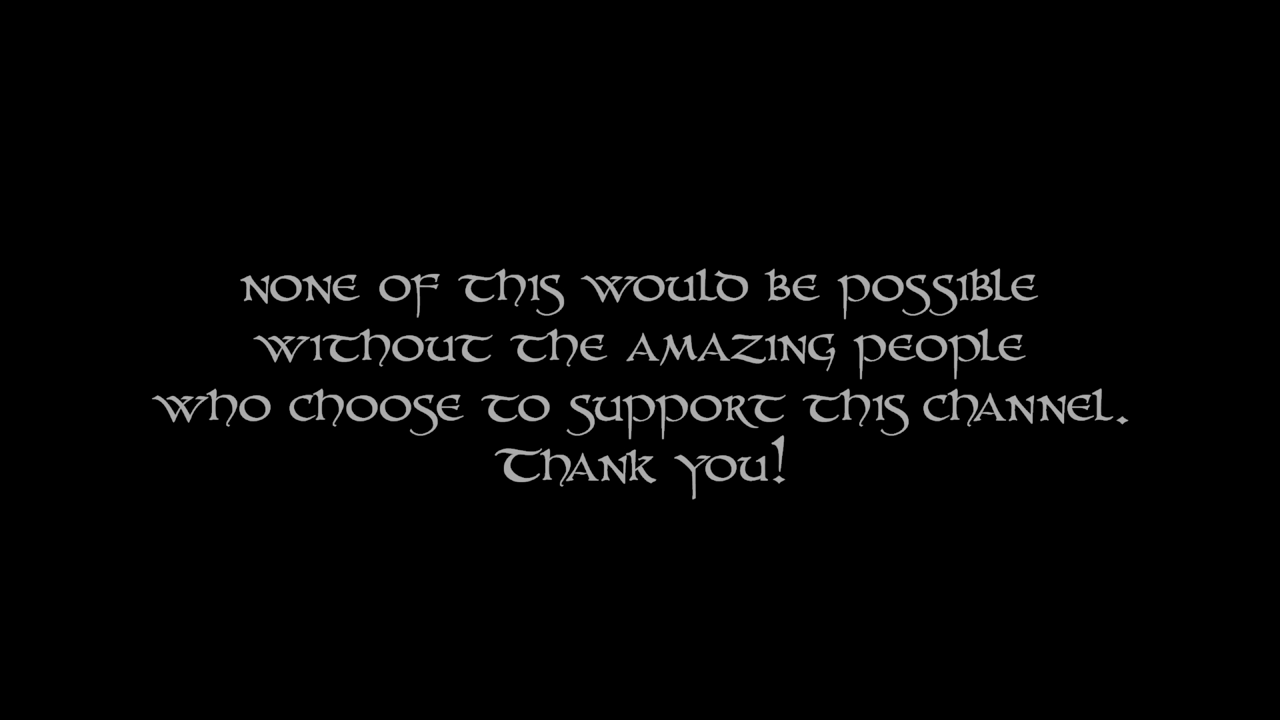 None of this would be possible
without the amazing people
who choose to support this channel.
Thank you!